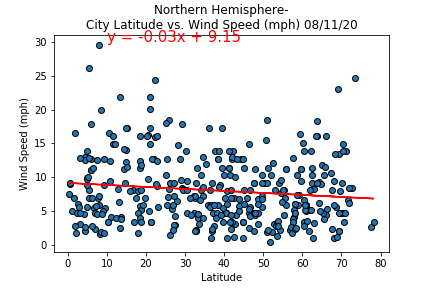 Northern Hemisphere-
City Latitude vs. Wind Speed (mph) 08/11/20
y = -0.03x + 9.15
30
25
20
15
10
5
0
Wind Speed (mph)
0 10 20 30 40 50 60 70 80
Latitude